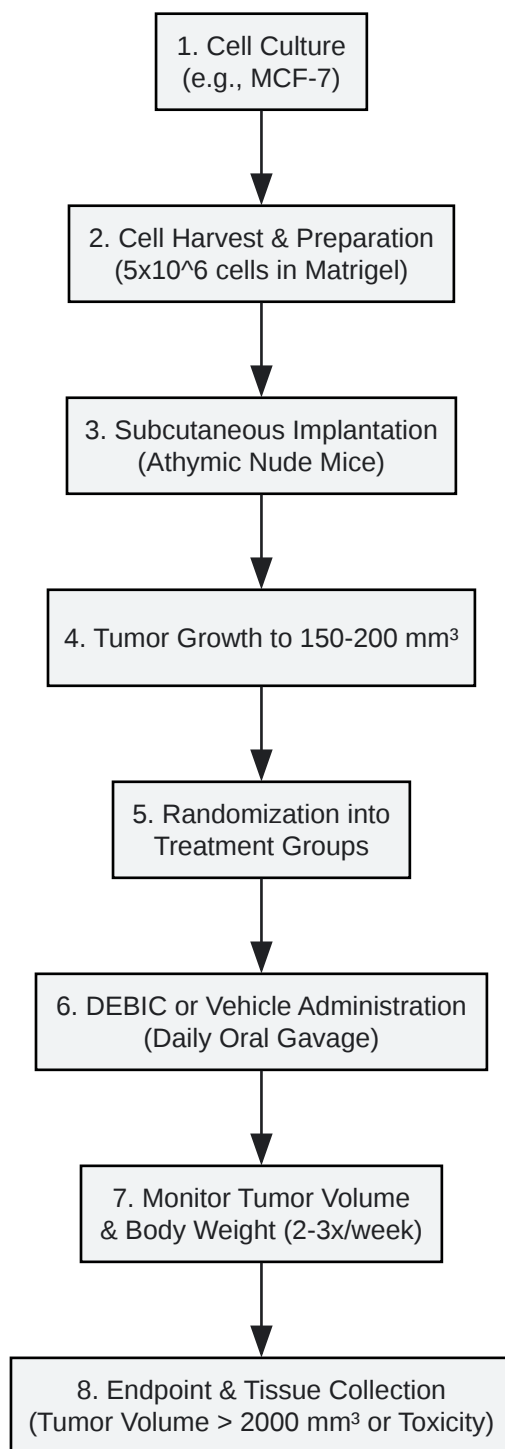 1. Cell Culture
(e.g., MCF-7)
2. Cell Harvest & Preparation
(5x10^6 cells in Matrigel)
3. Subcutaneous Implantation
(Athymic Nude Mice)
4. Tumor Growth to 150-200 mm³
5. Randomization into
Treatment Groups
6. DEBIC or Vehicle Administration
(Daily Oral Gavage)
7. Monitor Tumor Volume
& Body Weight (2-3x/week)
8. Endpoint & Tissue Collection
(Tumor Volume > 2000 mm³ or Toxicity)